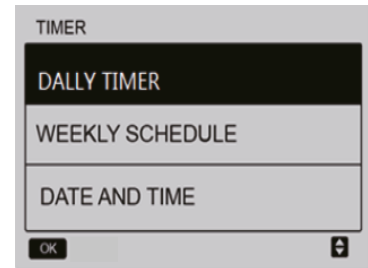 TIMER
DALLY TIMER
WEEKLY SCHEDULE
DATE AND TIME
OK